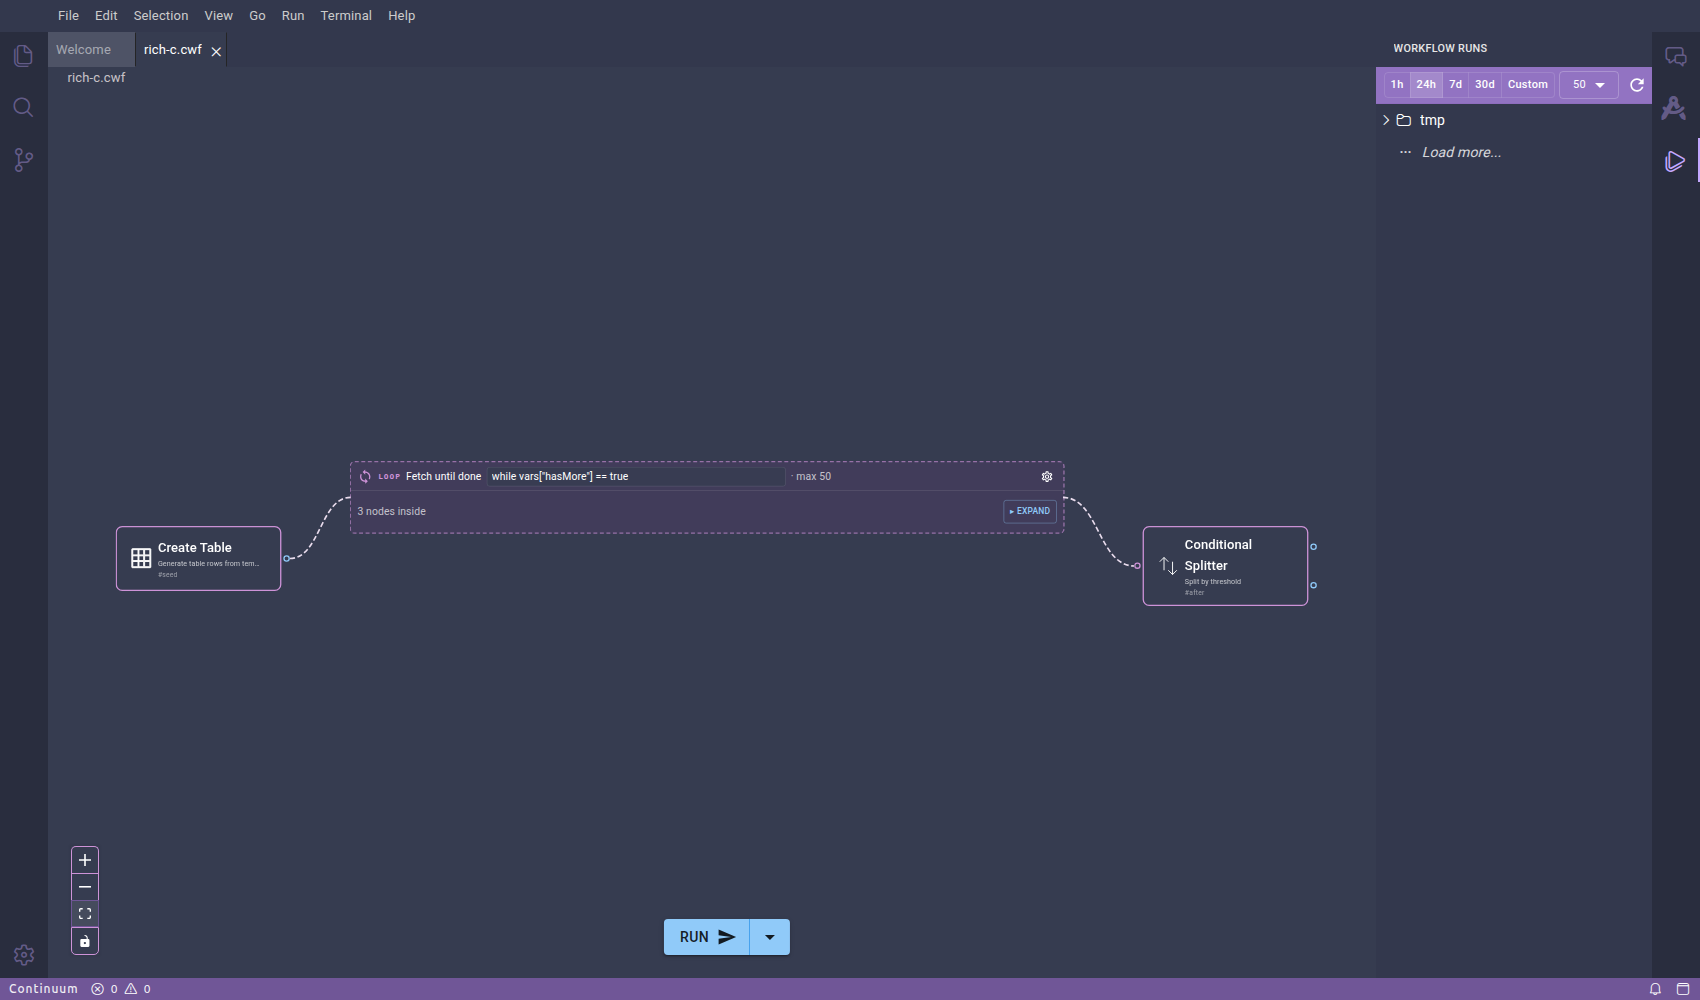 File Edit Selection View Go Run Terminal Help
Welcome
rich-c.cwf
rich-c.cwf
WORKFLOW RUNS
1h 24h 7d 30d Custom 50
tmp
Load more...
LOOP Fetch until done while vars["hasMore"] == true · max 50
3 nodes inside
EXPAND
Create Table
Generate table rows from tem...
#seed
Conditional
Splitter
Split by threshold
#after
RUN
Continuum 0 0